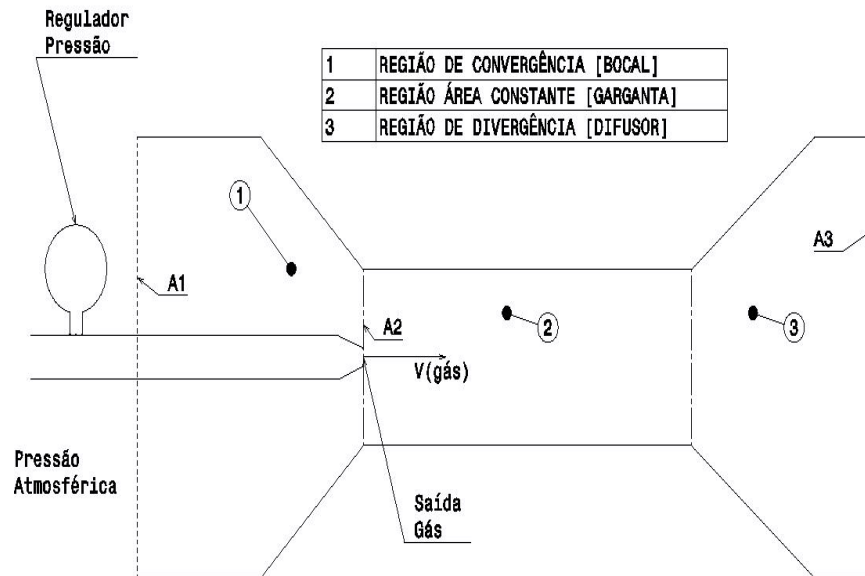 Regulador
Pressão
1 REGIÃO DE CONVERGÊNCIA [BOCAL]
2 REGIÃO ÁREA CONSTANTE [GARGANTA]
3 REGIÃO DE DIVERGÊNCIA [DIFUSOR]
1
A1
A2
A3
2
3
V(gás)
Pressão
Atmosférica
Saída
Gás